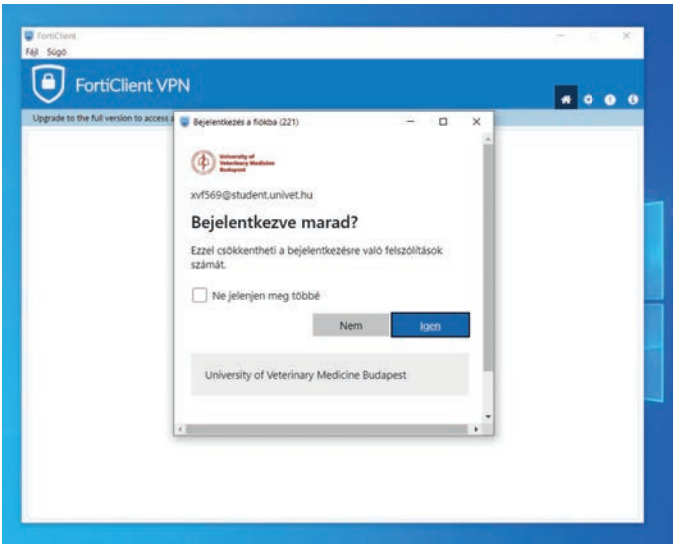 FortiClient
Fájl Súgó
FortiClient VPN
Upgrade to the full version to access
Bejelentkezés a fiókba (221)
University of
Veterinary Medicine
Budapest
xvf569@student.univet.hu
Bejelentkezve marad?
Ezzel csökkentheti a bejelentkezésre való felszólítások
számát.
Ne jelenjen meg többé
Nem Igen
University of Veterinary Medicine Budapest